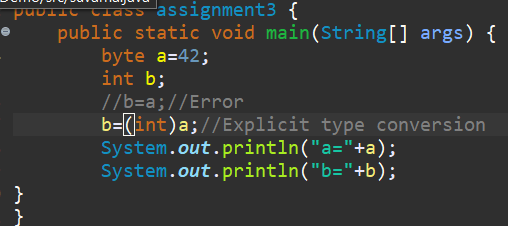 Demo/src/savamdljava
public class assignment3 {
public static void main(String[] args) {
byte a=42;
int b;
//b=a;//Error
b=(int)a;//Explicit type conversion
System.out.println("a="+a);
System.out.println("b="+b);
}
}